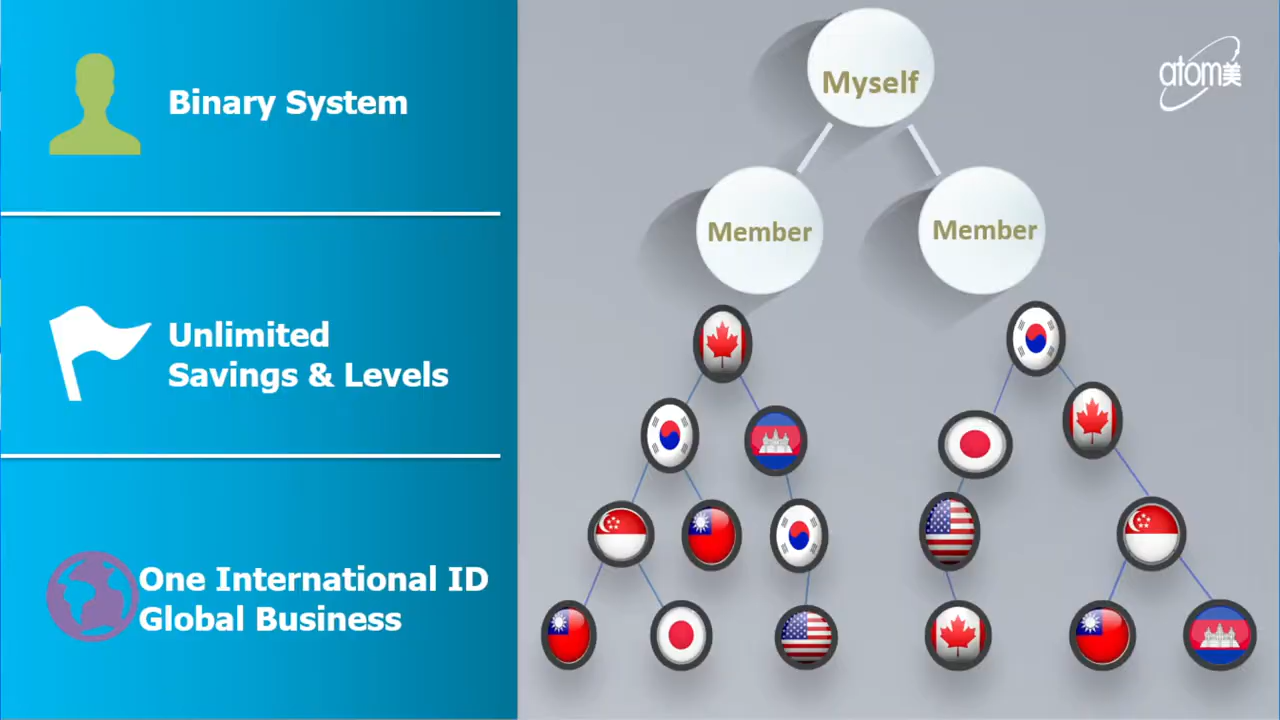 Binary System
Unlimited
Savings & Levels
One International ID
Global Business
Myself
atom美
Member
Member